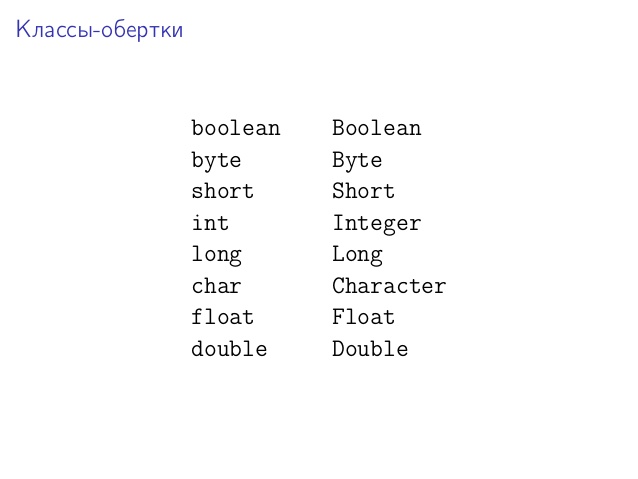 Классы-обертки
boolean Boolean
byte Byte
short Short
int Integer
long Long
char Character
float Float
double Double